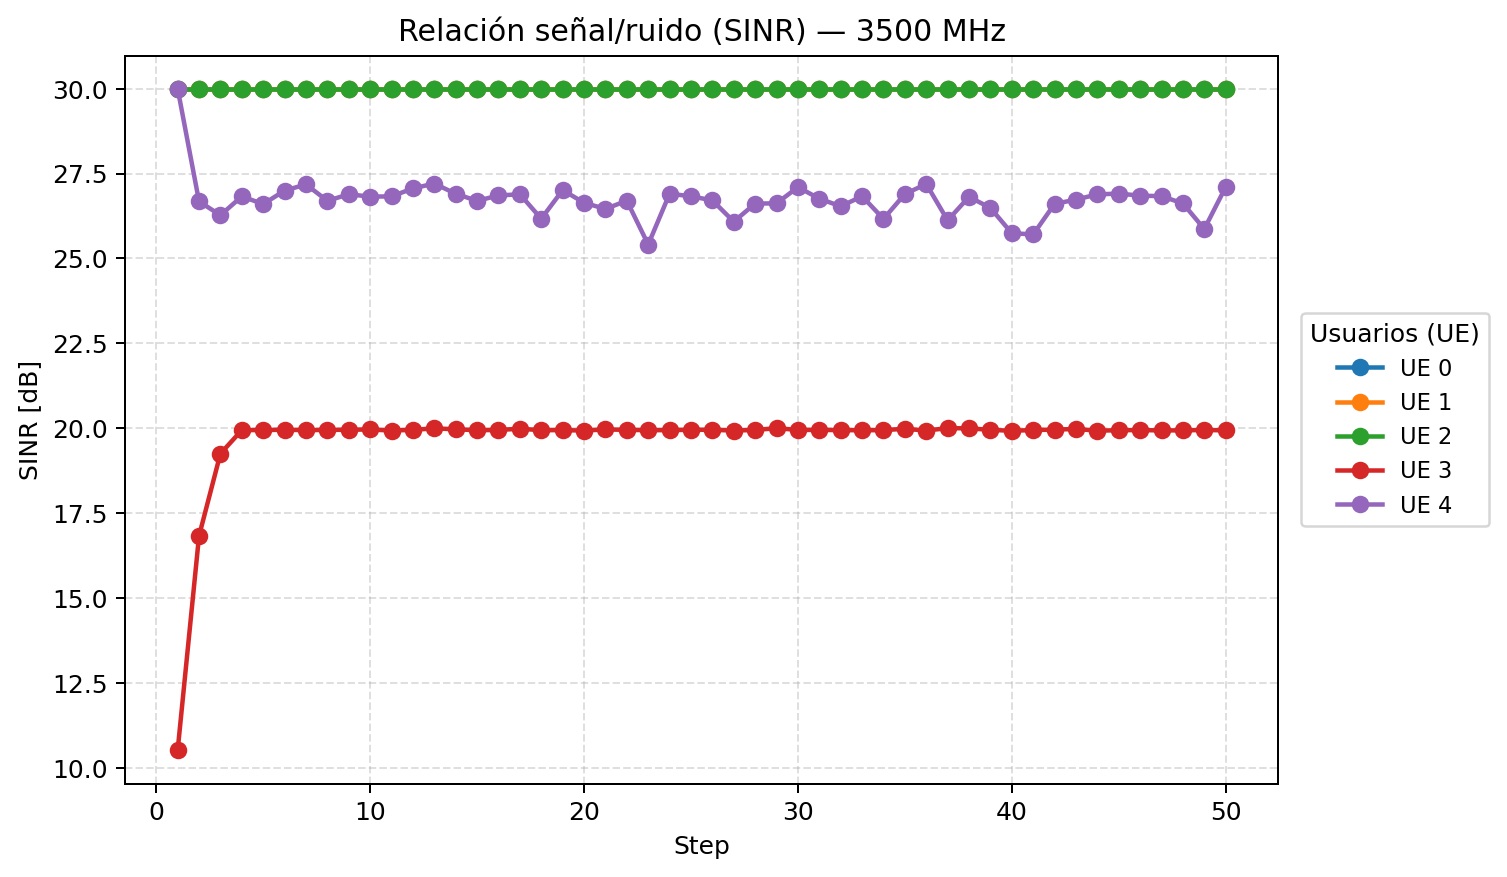 Relación señal/ruido (SINR) — 3500 MHz
SINR [dB]
30.0
27.5
25.0
22.5
20.0
17.5
15.0
12.5
10.0
0
10
20
30
40
50
Step
Usuarios (UE)
UE 0
UE 1
UE 2
UE 3
UE 4